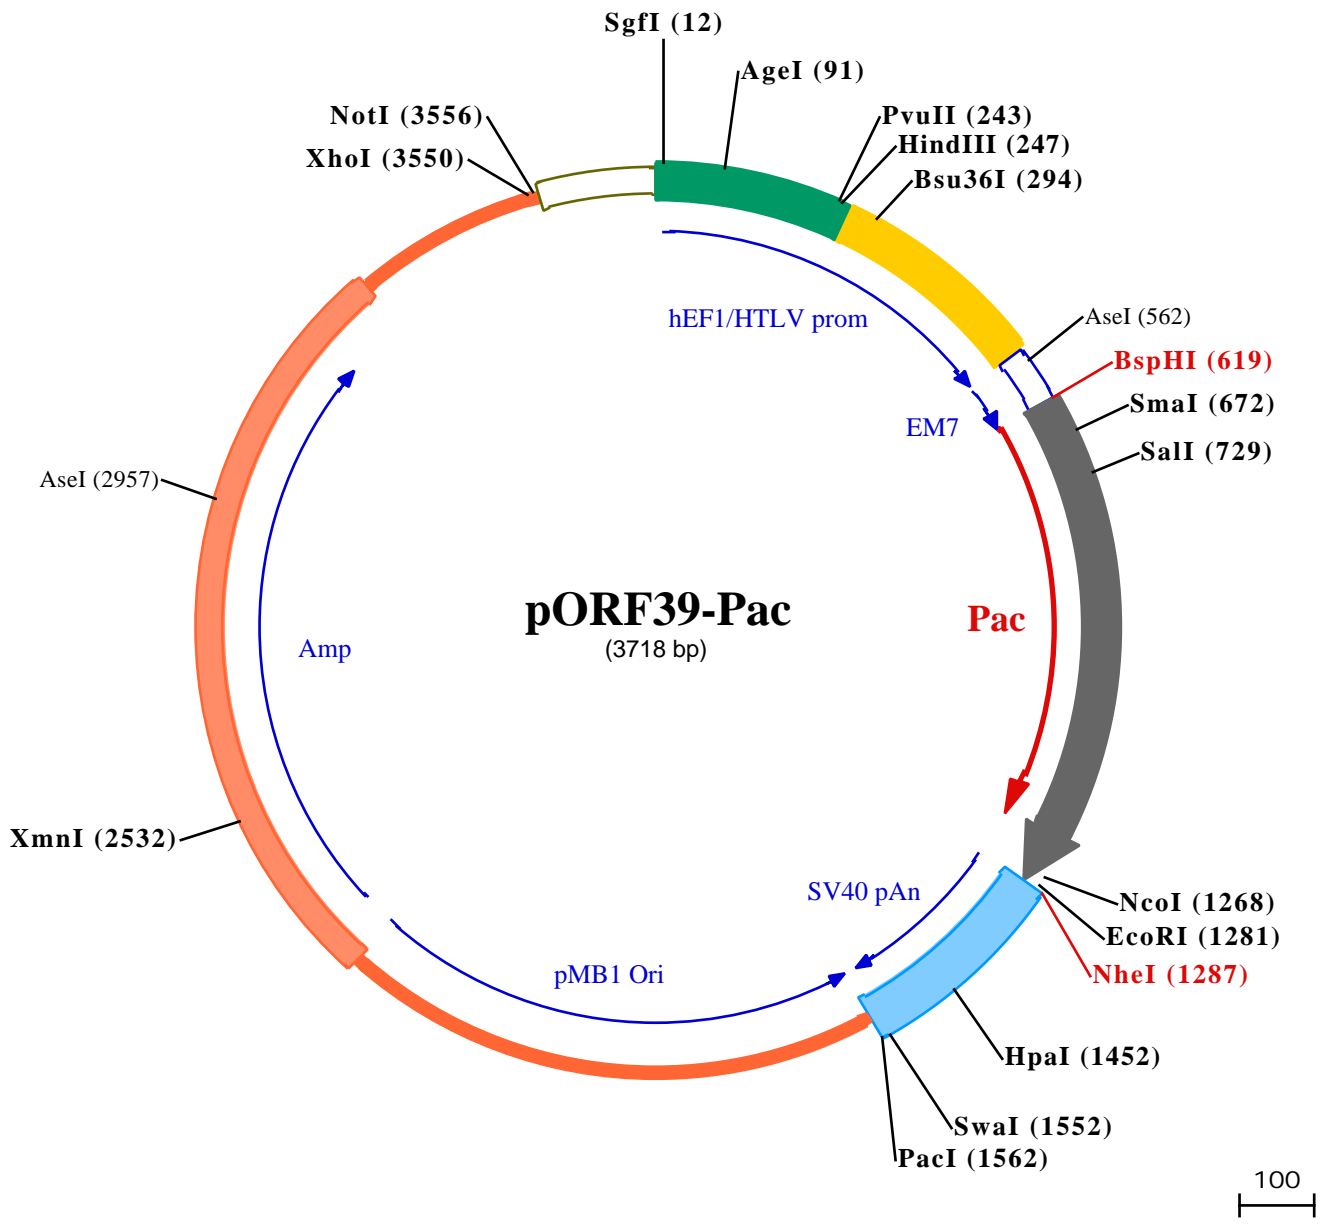 SgfI (12)
AgeI (91)
NotI (3556)
PvuII (243)
HindIII (247)
XhoI (3550)
Bsu36I (294)
hEF1/HTLV prom
AseI (562)
BspHI (619)
SmaI (672)
EM7
SalI (729)
AseI (2957)
pORF39-Pac
(3718 bp)
Pac
Amp
XmnI (2532)
SV40 pAn
NcoI (1268)
EcoRI (1281)
pMB1 Ori
NheI (1287)
HpaI (1452)
SwaI (1552)
PacI (1562)
100